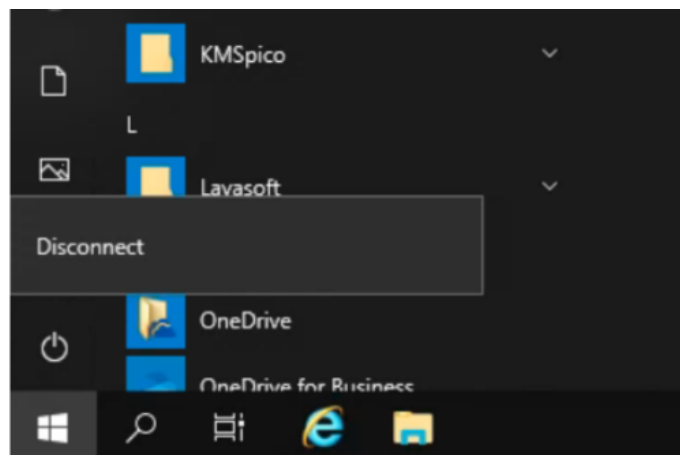 KMSpico
L
Lavasoft
Disconnect
OneDrive
OneDrive for Business